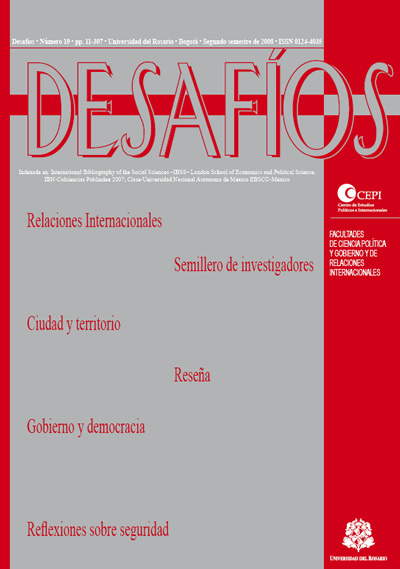 Desafíos • Número 19 • pp. 11-307 • Universidad del Rosario • Bogotá • Segundo semestre de 2008 • ISSN 0124-4035
DESAFÍOS
Indexada en: International Bibliography of the Social Sciences –IBSS– London School of Economics and Political Science;
IBN-Colciencias Publindex 2007; Clase-Universidad Nacional Autónoma de México EBSCO-México
CEPI
Centro de Estudios
Políticos e Internacionales
FACULTADES
DE CIENCIA POLÍTICA
Y GOBIERNO Y DE
RELACIONES
INTERNACIONALES
Relaciones Internacionales
Semillero de investigadores
Ciudad y territorio
Reseña
Gobierno y democracia
Reflexiones sobre seguridad
UNIVERSIDAD DEL ROSARIO